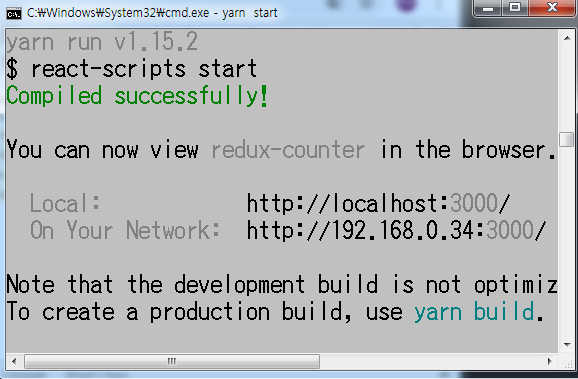 C:₩Windows₩System32₩cmd.exe - yarn start
yarn run v1.15.2
$ react-scripts start
Compiled successfully!
You can now view redux-counter in the browser.
Local: http://localhost:3000/
On Your Network: http://192.168.0.34:3000/
Note that the development build is not optimiz
To create a production build, use yarn build.